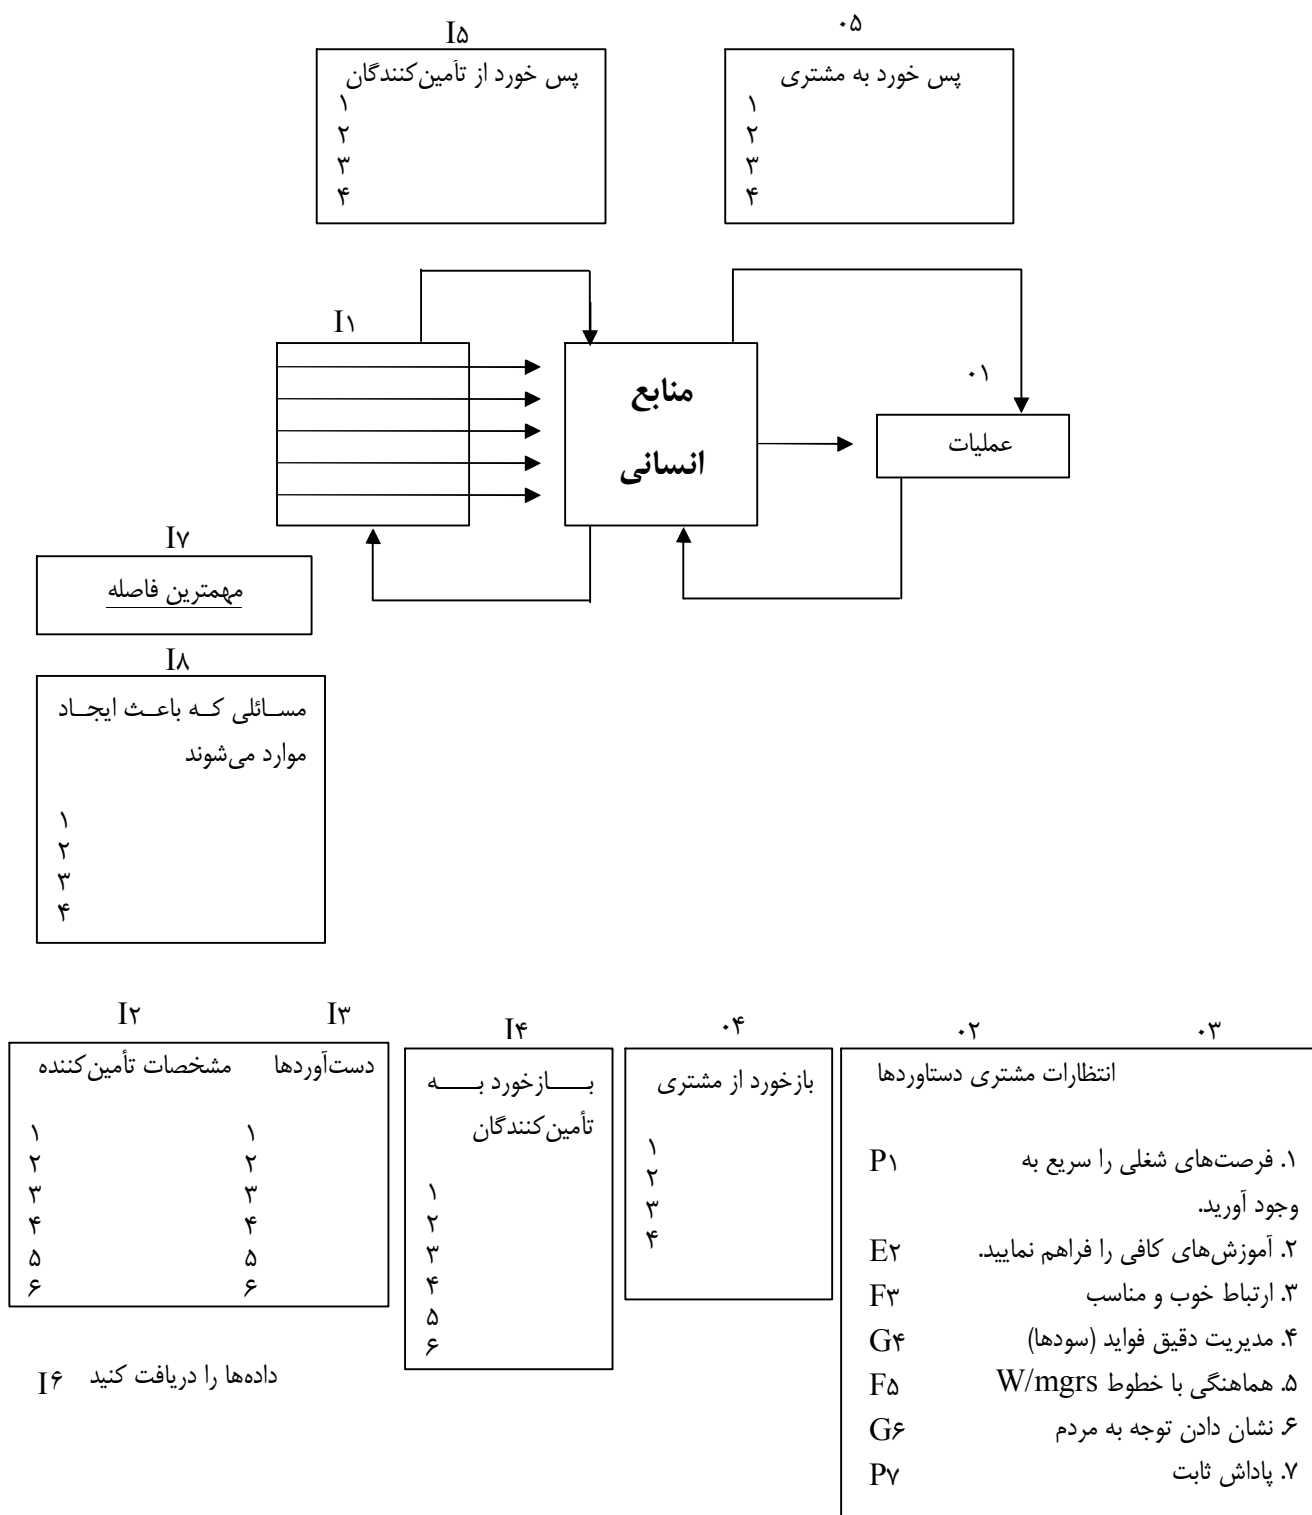 I۵
پس خورد از تأمین‌کنندگان
۱
۲
۳
۴
۰۵
پس خورد به مشتری
۱
۲
۳
۴
I۱
منابع
انسانی
۰۱
عملیات
I۷
مهمترین فاصله
I۸
مسائلی که باعث ایجاد
موارد می‌شوند
۱
۲
۳
۴
I۲ I۳
مشخصات تأمین‌کننده دست‌آوردها
۱ ۱
۲ ۲
۳ ۳
۴ ۴
۵ ۵
۶ ۶
I۶ داده‌ها را دریافت کنید
I۴
بازخورد به
تأمین‌کنندگان
۱
۲
۳
۴
۵
۶
۰۴
بازخورد از مشتری
۱
۲
۳
۴
۰۲ ۰۳
انتظارات مشتری دستاوردها
۱. فرصت‌های شغلی را سریع به P۱
وجود آورید.
۲. آموزش‌های کافی را فراهم نمایید. E۲
۳. ارتباط خوب و مناسب F۳
۴. مدیریت دقیق فواید (سودها) G۴
۵. هماهنگی با خطوط W/mgrs F۵
۶. نشان دادن توجه به مردم G۶
۷. پاداش ثابت P۷